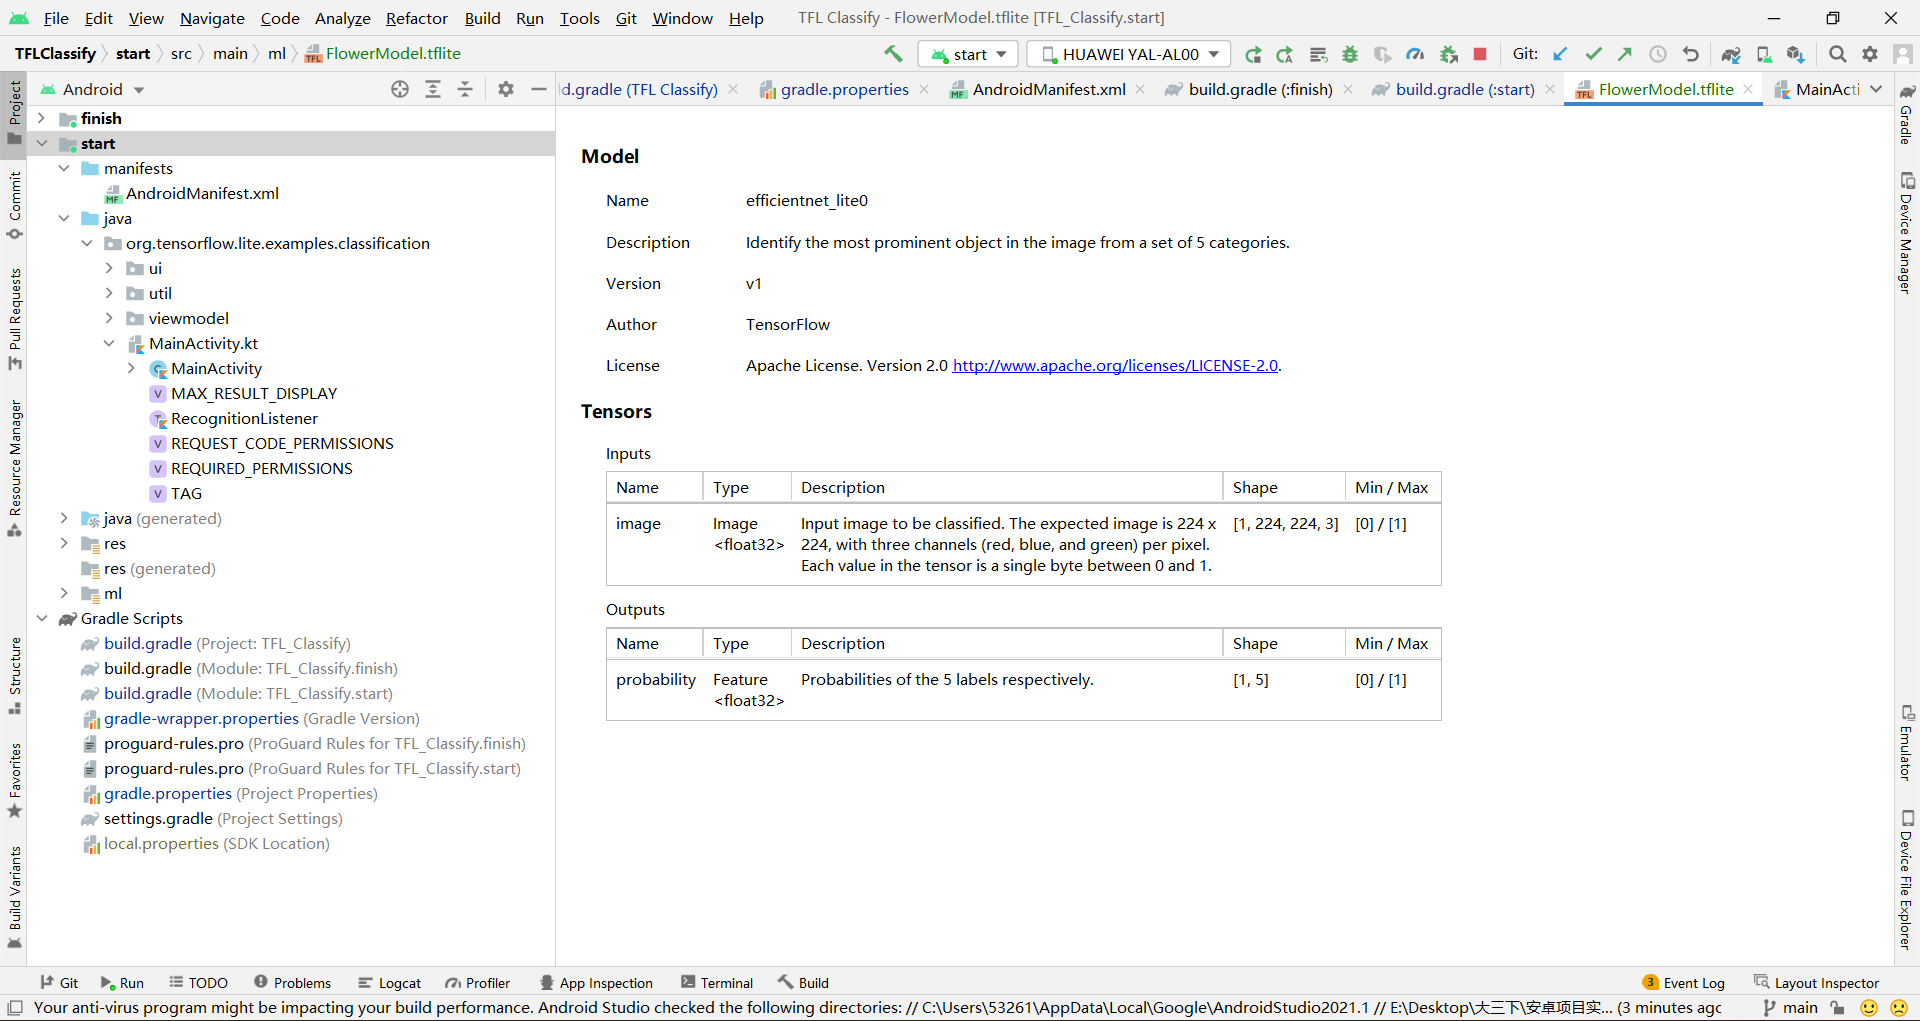 File Edit View Navigate Code Analyze Refactor Build Run Tools Git Window Help TFL Classify - FlowerModel.tflite [TFL_Classify.start]
TFLClassify start src main ml FlowerModel.tflite start HUAWEI YAL-AL00 Git:
Android
ld.gradle (TFL Classify) gradle.properties AndroidManifest.xml build.gradle (:finish) build.gradle (:start) FlowerModel.tflite MainActi
Project
Commit
Pull Requests
Resource Manager
Structure
Favorites
Build Variants
finish
start
manifests
AndroidManifest.xml
java
org.tensorflow.lite.examples.classification
ui
util
viewmodel
MainActivity.kt
MainActivity
MAX_RESULT_DISPLAY
RecognitionListener
REQUEST_CODE_PERMISSIONS
REQUIRED_PERMISSIONS
TAG
java (generated)
res
res (generated)
ml
Gradle Scripts
build.gradle (Project: TFL_Classify)
build.gradle (Module: TFL_Classify.finish)
build.gradle (Module: TFL_Classify.start)
gradle-wrapper.properties (Gradle Version)
proguard-rules.pro (ProGuard Rules for TFL_Classify.finish)
proguard-rules.pro (ProGuard Rules for TFL_Classify.start)
gradle.properties (Project Properties)
settings.gradle (Project Settings)
local.properties (SDK Location)
Model
Name efficientnet_lite0
Description Identify the most prominent object in the image from a set of 5 categories.
Version v1
Author TensorFlow
License Apache License. Version 2.0 http://www.apache.org/licenses/LICENSE-2.0.
Tensors
Inputs
Name Type Description Shape Min / Max
image Image Input image to be classified. The expected image is 224 x [1, 224, 224, 3] [0] / [1]
<float32> 224, with three channels (red, blue, and green) per pixel.
Each value in the tensor is a single byte between 0 and 1.
Outputs
Name Type Description Shape Min / Max
probability Feature Probabilities of the 5 labels respectively. [1, 5] [0] / [1]
<float32>
Gradle
Device Manager
Emulator
Device File Explorer
Git Run TODO Problems Logcat Profiler App Inspection Terminal Build 3 Event Log Layout Inspector
Your anti-virus program might be impacting your build performance. Android Studio checked the following directories: // C:\Users\53261\AppData\Local\Google\AndroidStudio2021.1 // E:\Desktop\大三下\安卓项目实... (3 minutes agc main